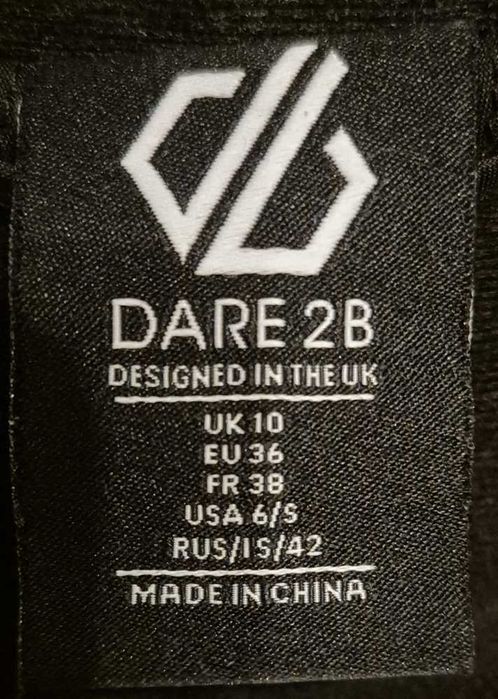 DARE 2B
DESIGNED IN THE UK
UK 10
EU 36
FR 38
USA 6/S
RUS/IS/42
MADE IN CHINA